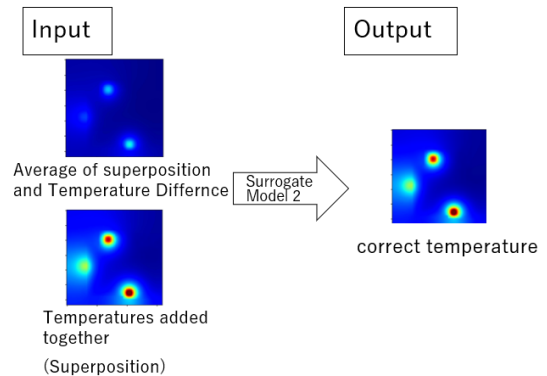 Input
Output
Average of superposition
and Temperature Differnce
Surrogate
Model 2
correct temperature
Temperatures added
together
(Superposition)